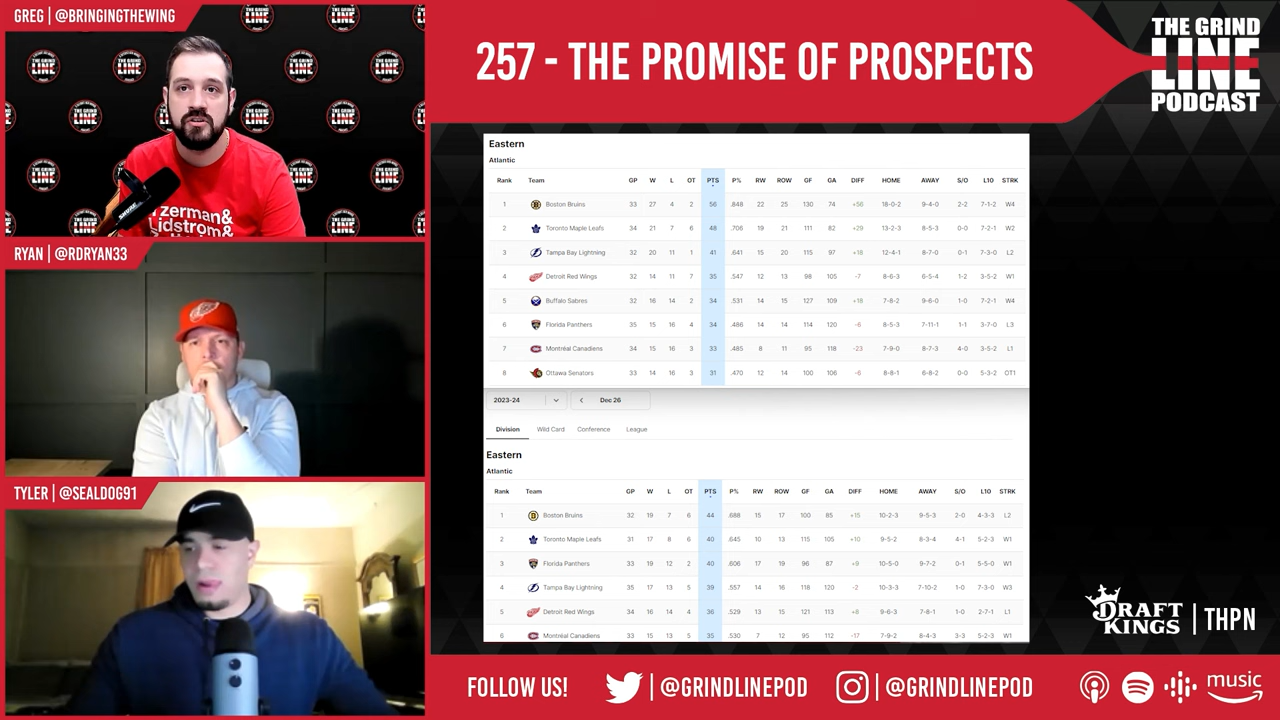 GREG | @BRINGINGTHEWING
257 - THE PROMISE OF PROSPECTS
THE GRIND
LINE
PODCAST
Eastern
Atlantic
Rank Team GP W L OT PTS P% RW ROW GF GA DIFF HOME AWAY S/O L10 STRK
1 Boston Bruins 33 27 4 2 56 .848 22 25 130 74 +56 18-0-2 9-4-0 2-2 7-1-2 W4
2 Toronto Maple Leafs 34 21 7 6 48 .706 19 21 111 82 +29 13-2-3 8-5-3 0-0 7-2-1 W2
3 Tampa Bay Lightning 32 20 11 1 41 .641 15 20 115 97 +18 12-4-1 8-7-0 0-1 7-3-0 L2
4 Detroit Red Wings 32 14 11 7 35 .547 12 13 98 105 -7 8-6-3 6-5-4 1-2 3-5-2 W1
5 Buffalo Sabres 32 16 14 2 34 .531 14 15 127 109 +18 7-8-2 9-6-0 1-0 7-2-1 W4
6 Florida Panthers 35 15 16 4 34 .486 14 14 114 120 -6 8-5-3 7-11-1 1-1 3-7-0 L3
7 Montréal Canadiens 34 15 16 3 33 .485 8 11 95 118 -23 7-9-0 8-7-3 4-0 3-5-2 L1
8 Ottawa Senators 33 14 16 3 31 .470 12 14 100 106 -6 8-8-1 6-8-2 0-0 5-3-2 OT1
2023-24 Dec 26
Division Wild Card Conference League
Eastern
Atlantic
Rank Team GP W L OT PTS P% RW ROW GF GA DIFF HOME AWAY S/O L10 STRK
1 Boston Bruins 32 19 7 6 44 .688 15 17 100 85 +15 10-2-3 9-5-3 2-0 4-3-3 L2
2 Toronto Maple Leafs 31 17 8 6 40 .645 10 13 115 105 +10 9-5-2 8-3-4 4-1 5-2-3 W1
3 Florida Panthers 33 19 12 2 40 .606 17 19 96 87 +9 10-5-0 9-7-2 0-1 5-5-0 W1
4 Tampa Bay Lightning 35 17 13 5 39 .557 14 16 118 120 -2 10-3-3 7-10-2 1-0 7-3-0 W3
5 Detroit Red Wings 34 16 14 4 36 .529 13 15 121 113 +8 9-6-3 7-8-1 1-0 2-7-1 L1
6 Montréal Canadiens 33 15 13 5 35 .530 7 12 95 112 -17 7-9-2 8-4-3 3-3 5-2-3 W1
SHURE
Yzerman&
Lidstrom&
RYAN | @RDRYAN33
TYLER | @SEALDOG91
DRAFT
KINGS | THPN
FOLLOW US! | @GRINDLINEPOD | @GRINDLINEPOD music